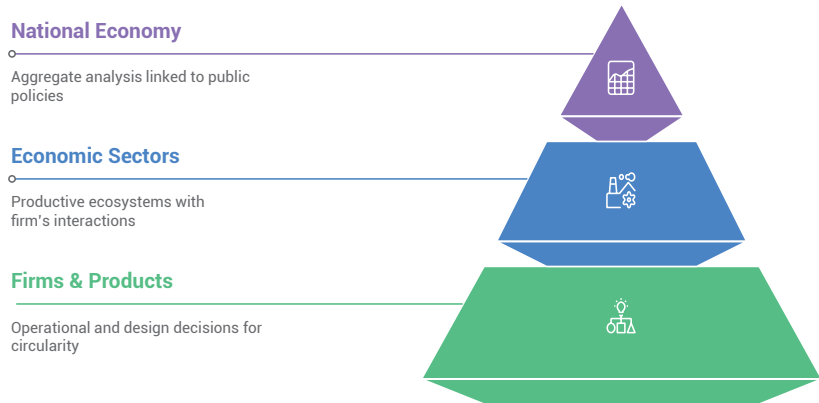 National Economy
Aggregate analysis linked to public
policies
Economic Sectors
Productive ecosystems with
firm's interactions
Firms & Products
Operational and design decisions for
circularity